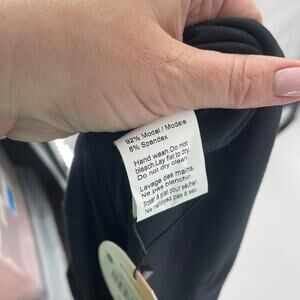 92% Modal / Modale
8% Spandex
Hand wash.Do not
bleach.Lay flat to dry.
Do not dry clean.
Lavage des mains.
Ne pas blanchir.
Poser à plat pour sécher.
Ne nettoyez pas à sec.